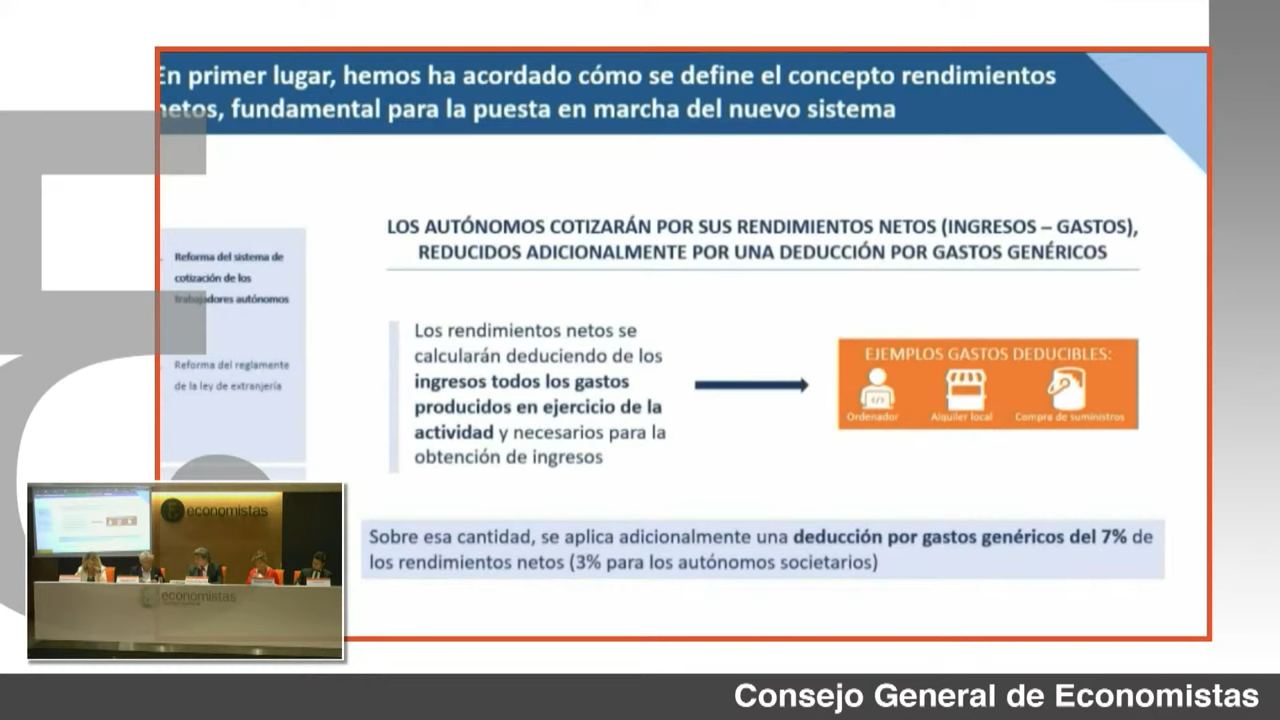 En primer lugar, hemos ha acordado cómo se define el concepto rendimientos
netos, fundamental para la puesta en marcha del nuevo sistema
LOS AUTÓNOMOS COTIZARÁN POR SUS RENDIMIENTOS NETOS (INGRESOS – GASTOS),
REDUCIDOS ADICIONALMENTE POR UNA DEDUCCIÓN POR GASTOS GENÉRICOS
Reforma del sistema de
cotización de los
trabajadores autónomos
Reforma del reglamente
de la ley de extranjería
Los rendimientos netos se
calcularán deduciendo de los
ingresos todos los gastos
producidos en ejercicio de la
actividad y necesarios para la
obtención de ingresos
EJEMPLOS GASTOS DEDUCIBLES:
Ordenador
Alquiler local
Compra de suministros
Sobre esa cantidad, se aplica adicionalmente una deducción por gastos genéricos del 7% de
los rendimientos netos (3% para los autónomos societarios)
economistas
economistas
Consejo General de Economistas